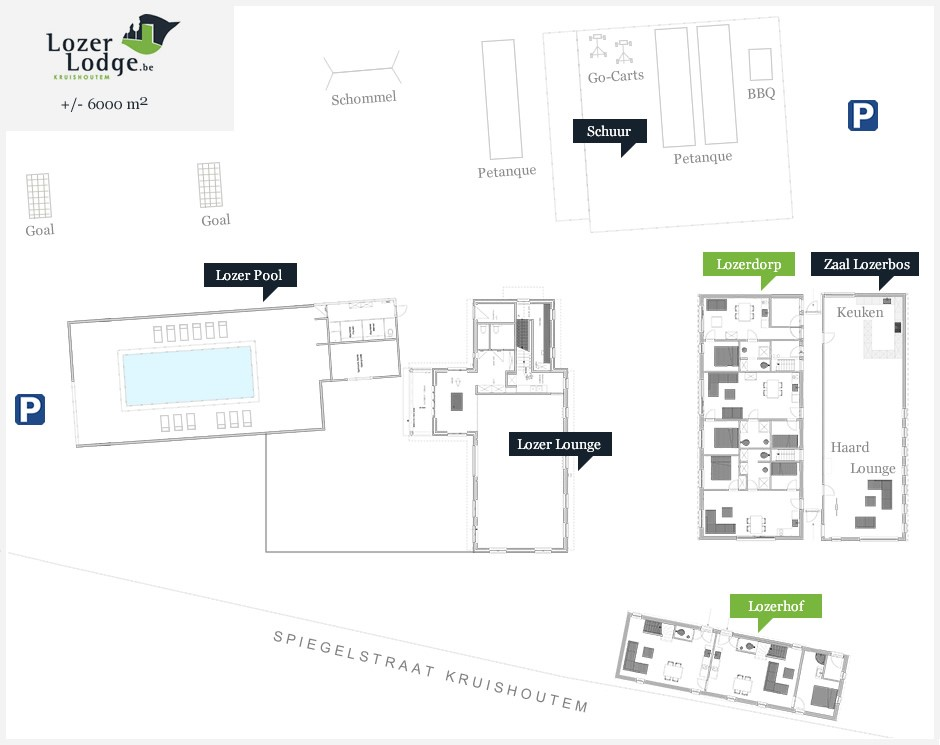 Lozer
Lodge.be
KRUISHOUTEM
+/- 6000 m²
Schommel
Petanque
Go-Carts
Schuur
Petanque
BBQ
P
Goal
Goal
Lozer Pool
Lozerdorp
Zaal Lozerbos
Keuken
P
Lozer Lounge
Haard
Lounge
Lozerhof
SPIEGELSTRAAT KRUISHOUTEM